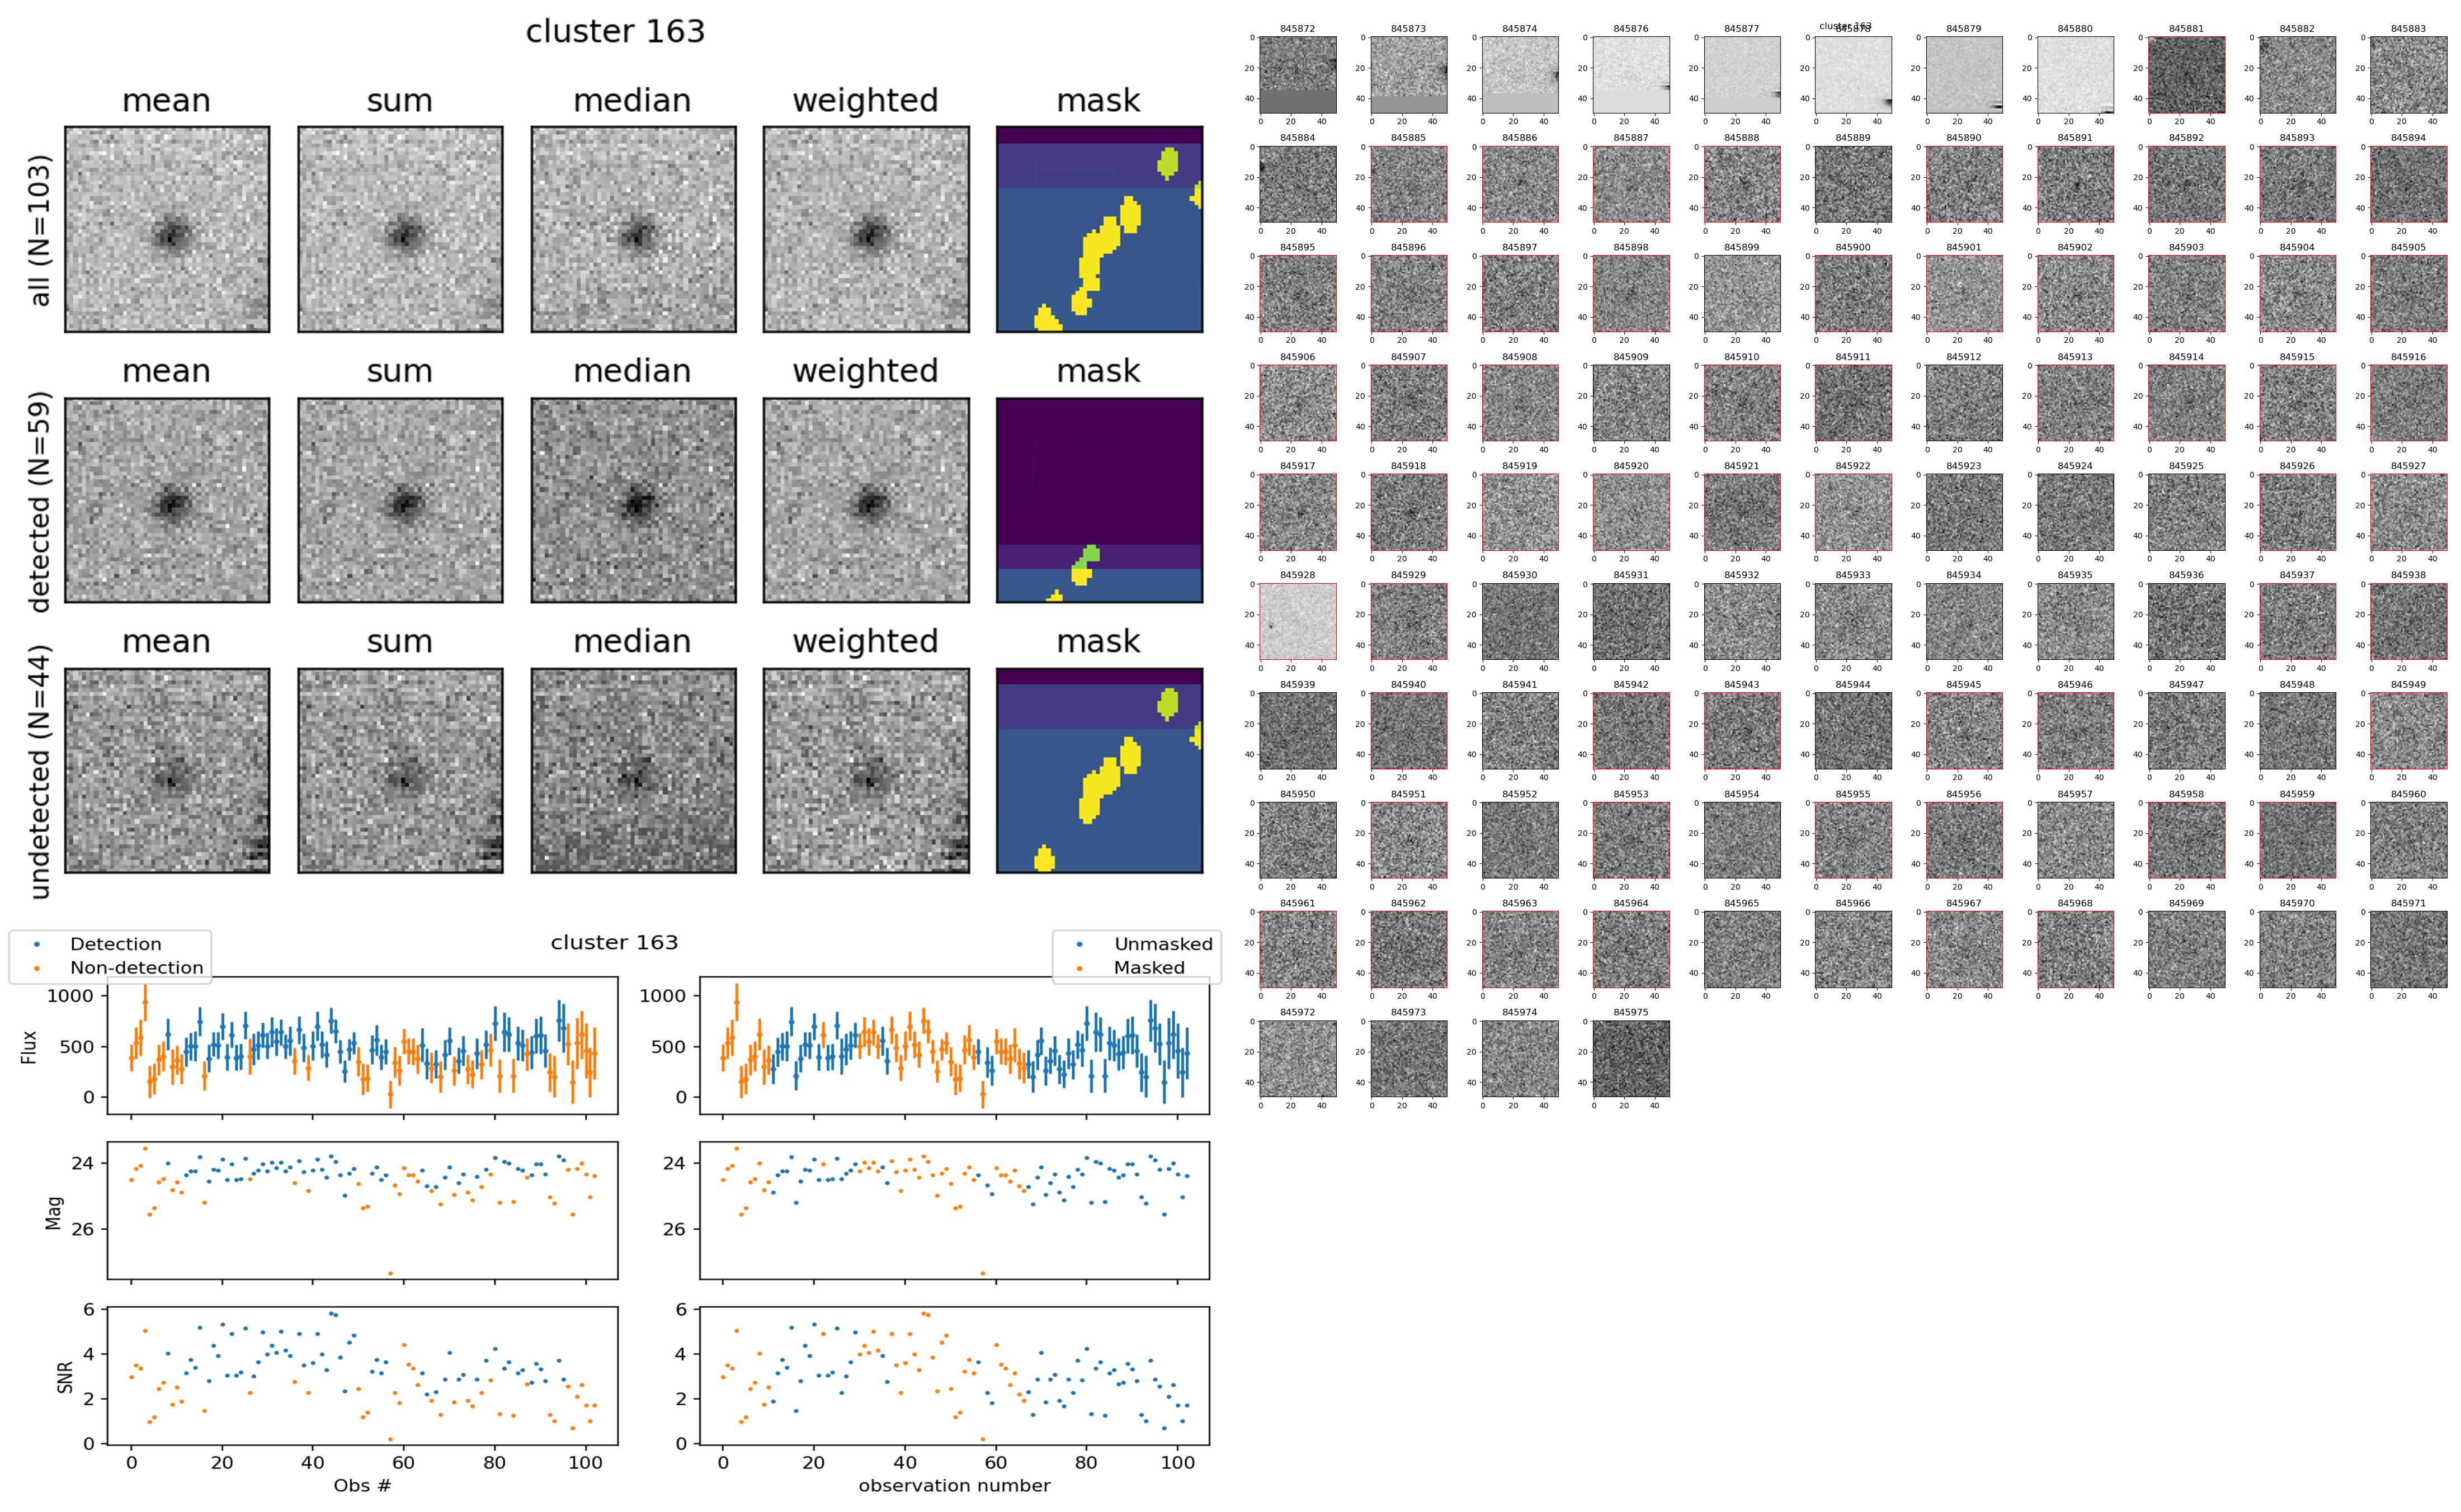 cluster 163
mean sum median weighted mask
all (N=103)
mean sum median weighted mask
detected (N=59)
mean sum median weighted mask
undetected (N=44)
cluster 163
Detection
Non-detection
Unmasked
Masked
Flux
1000
500
0
1000
500
0
Mag
24
26
24
26
SNR
6
4
2
0
6
4
2
0
0 20 40 60 80 100
Obs #
0 20 40 60 80 100
observation number
cluster 163
845872 845873 845874 845876 845877 845878 845879 845880 845881 845882 845883
845884 845885 845886 845887 845888 845889 845890 845891 845892 845893 845894
845895 845896 845897 845898 845899 845900 845901 845902 845903 845904 845905
845906 845907 845908 845909 845910 845911 845912 845913 845914 845915 845916
845917 845918 845919 845920 845921 845922 845923 845924 845925 845926 845927
845928 845929 845930 845931 845932 845933 845934 845935 845936 845937 845938
845939 845940 845941 845942 845943 845944 845945 845946 845947 845948 845949
845950 845951 845952 845953 845954 845955 845956 845957 845958 845959 845960
845961 845962 845963 845964 845965 845966 845967 845968 845969 845970 845971
845972 845973 845974 845975